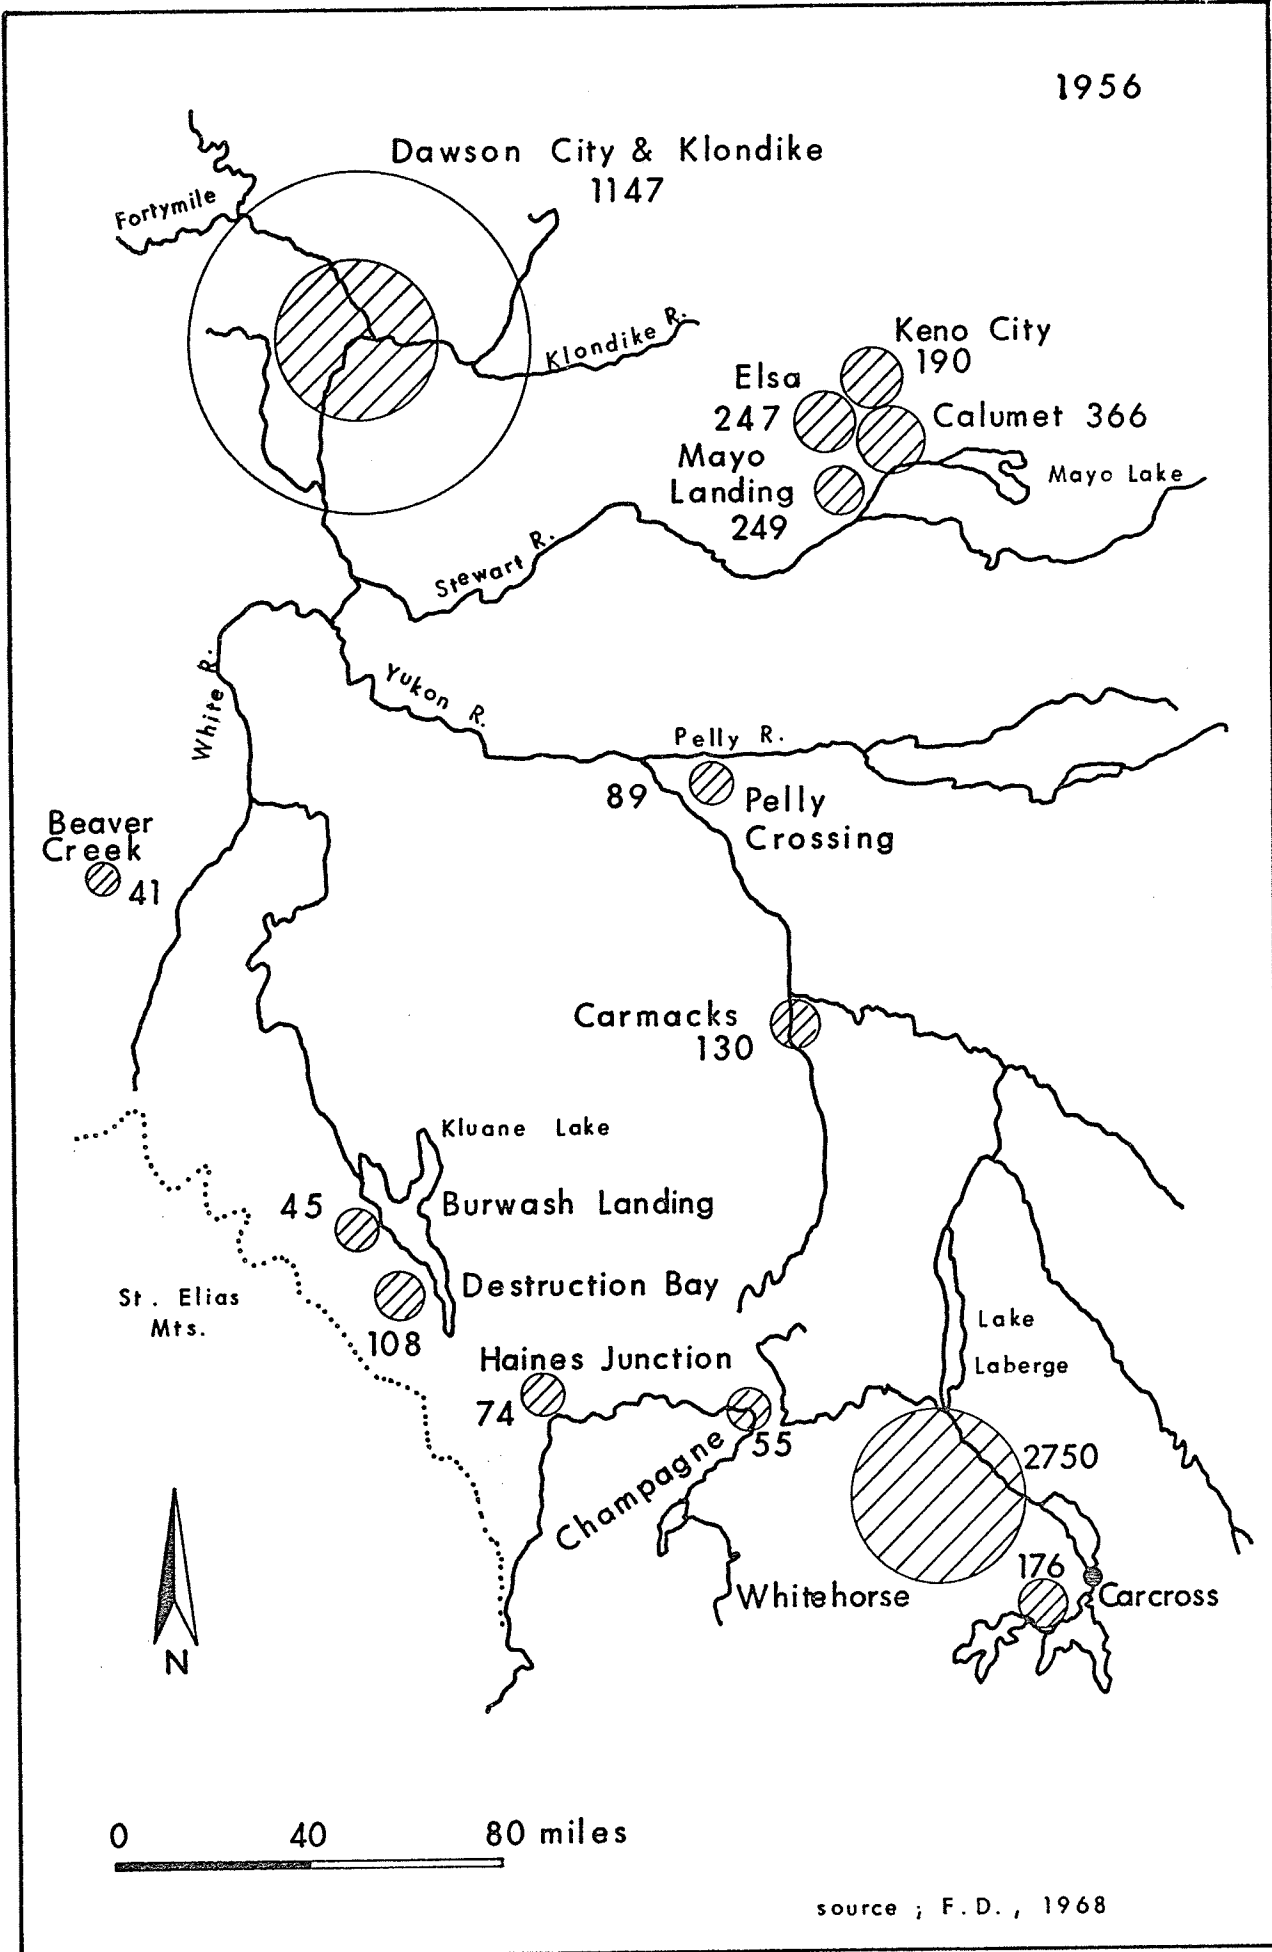 1956
Dawson City & Klondike
1147
Fortymile
Klondike R.
Keno City
190
Elsa
247
Calumet 366
Mayo
Landing
249
Mayo Lake
Stewart R.
White R.
Yukon R.
Pelly R.
89
Pelly
Crossing
Beaver
Creek
41
Carmacks
130
Kluane Lake
45
Burwash Landing
Destruction Bay
108
St. Elias
Mts.
Haines Junction
74
Champagne
55
Lake
Laberge
2750
Whitehorse
176
Carcross
N
0 40 80 miles
source ; F.D., 1968